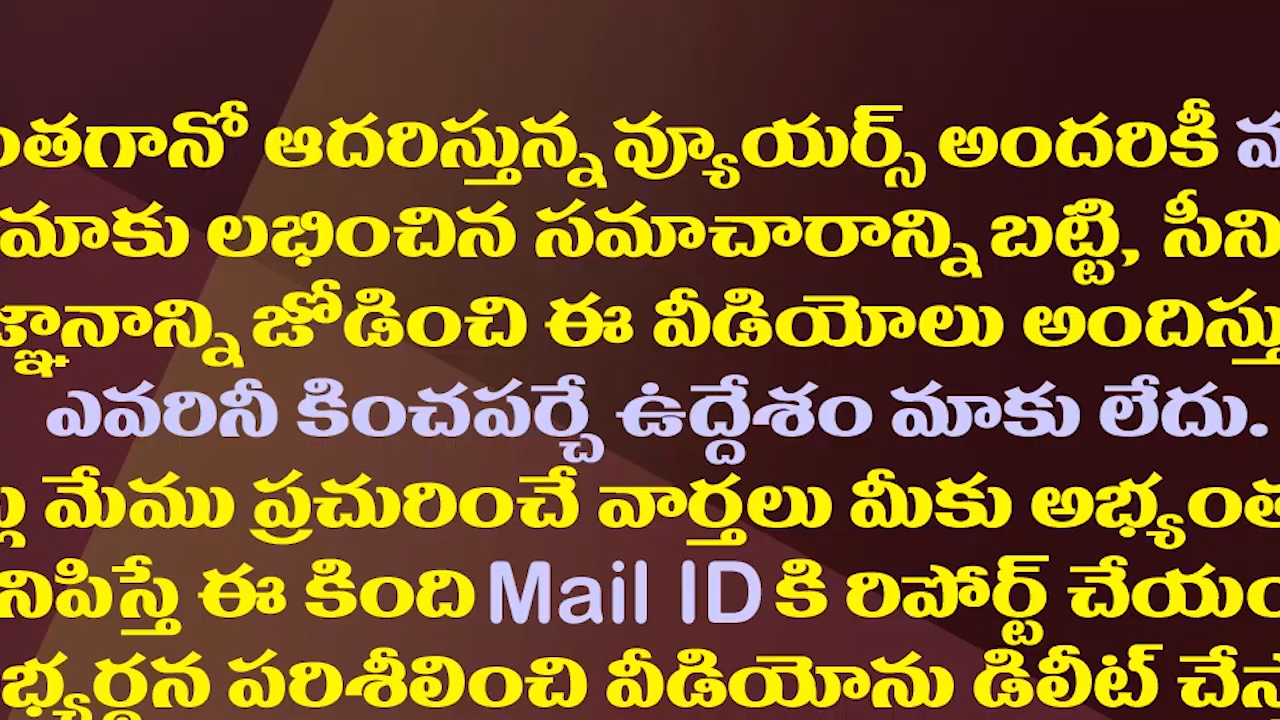 ంతగానో ఆదరిస్తున్న వ్యూయర్స్ అందరికీ
మాకు లభించిన సమాచారాన్ని బట్టి, సీని
జ్ఞానాన్ని జోడించి ఈ వీడియోలు అందిస్తు
ఎవరినీ కించపర్చే ఉద్దేశం మాకు లేదు.
మేము ప్రచురించే వార్తలు మీకు అభ్యంత
నిపిస్తే ఈ కింది Mail ID కి రిపోర్ట్ చేయం
భ్యర్థన పరిశీలించి వీడియోను డిలీట్ చేస